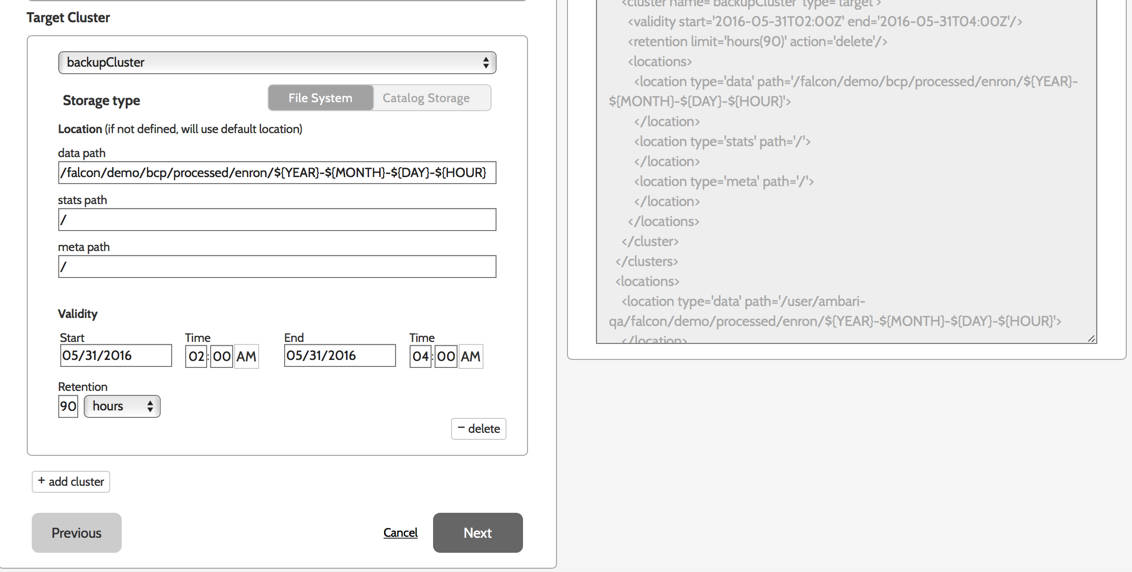 Target Cluster
backupCluster
Storage type
File System
Catalog Storage
Location (if not defined, will use default location)
data path
/falcon/demo/bcp/processed/enron/${YEAR}-${MONTH}-${DAY}-${HOUR}
stats path
/
meta path
/
Validity
Start Time End Time
05/31/2016 02 : 00 AM 05/31/2016 04 : 00 AM
Retention
90 hours
- delete
+ add cluster
Previous
Cancel
Next
<cluster name='backupCluster' type='target'>
<validity start='2016-05-31T02:00Z' end='2016-05-31T04:00Z'/>
<retention limit='hours(90)' action='delete'/>
<locations>
<location type='data' path='/falcon/demo/bcp/processed/enron/${YEAR}-
${MONTH}-${DAY}-${HOUR}'>
</location>
<location type='stats' path='/'>
</location>
<location type='meta' path='/'>
</location>
</locations>
</cluster>
</clusters>
<locations>
<location type='data' path='/user/ambari-
qa/falcon/demo/processed/enron/${YEAR}-${MONTH}-${DAY}-${HOUR}'>
</location>